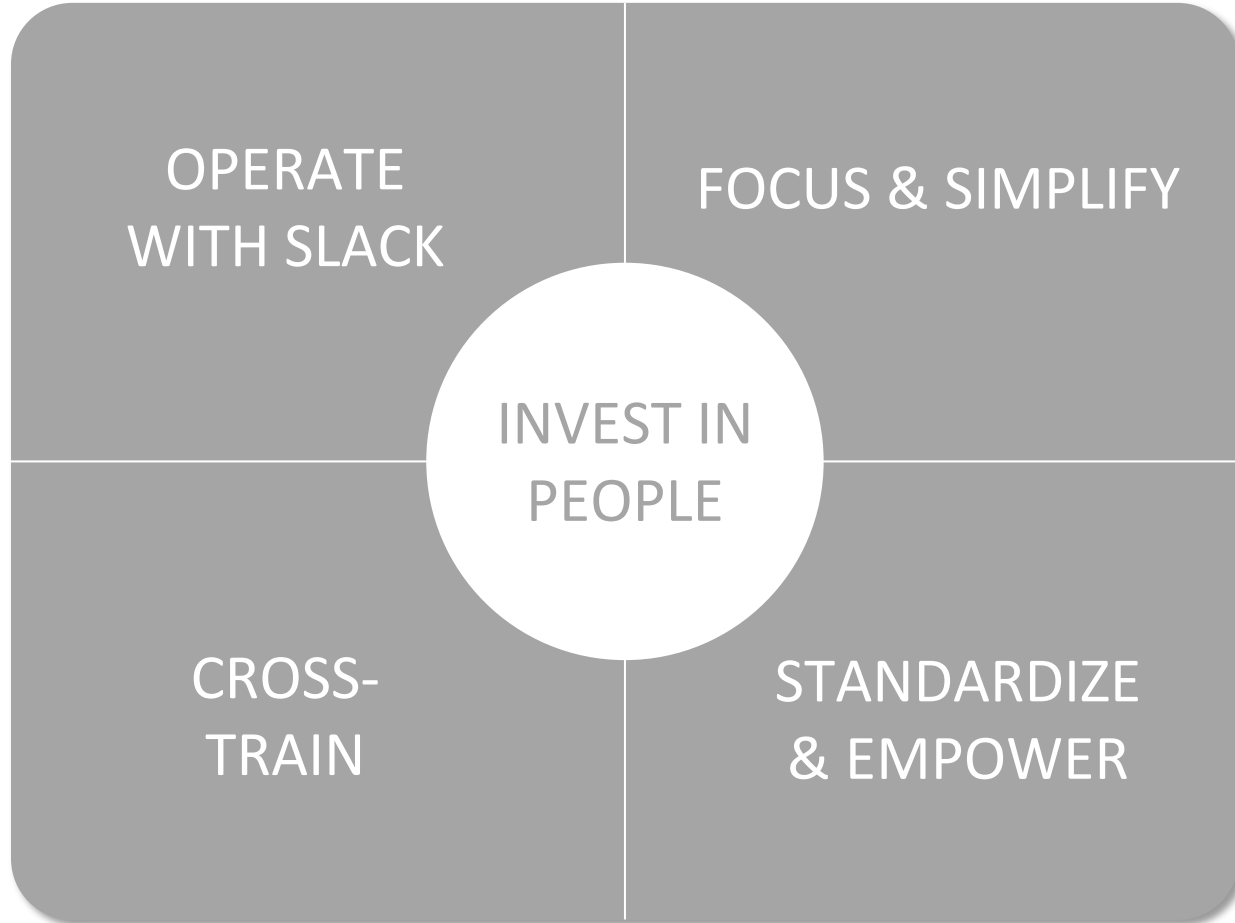 OPERATE
WITH SLACK
FOCUS & SIMPLIFY
INVEST IN
PEOPLE
CROSS-
TRAIN
STANDARDIZE
& EMPOWER